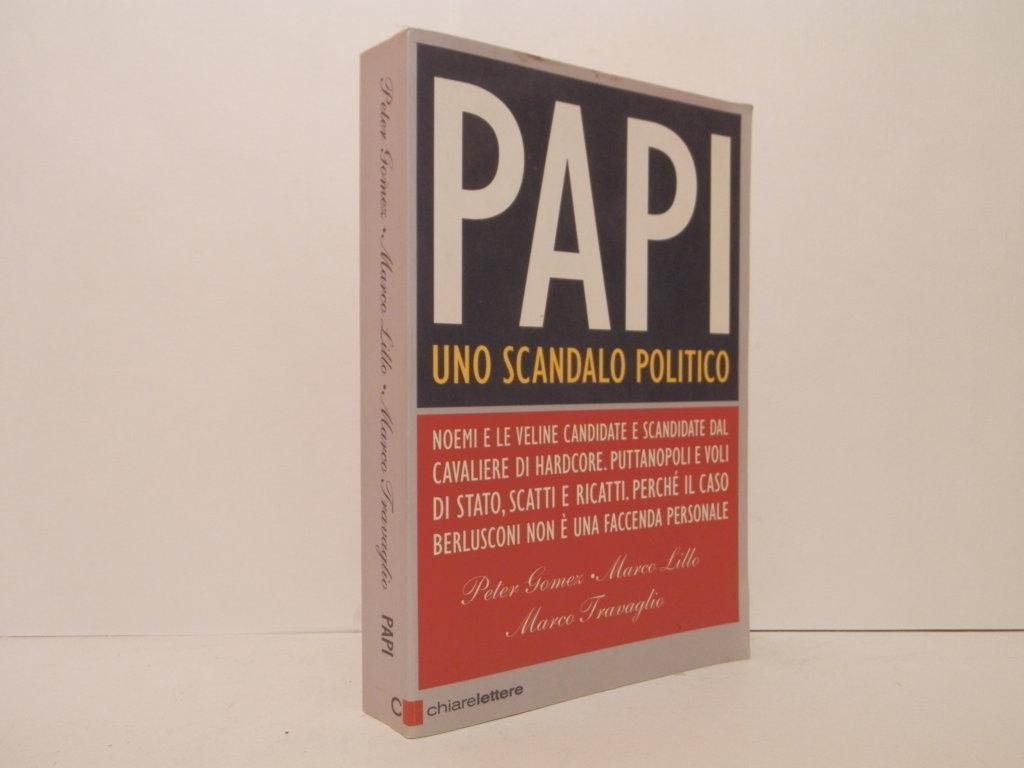 PAPI
UNO SCANDALO POLITICO
NOEMI E LE VELINE CANDIDATE E SCANDIDATE DAL
CAVALIERE DI HARDCORE. PUTTANOPOLI E VOLI
DI STATO, SCATTI E RICATTI. PERCHÉ IL CASO
BERLUSCONI NON È UNA FACCENDA PERSONALE
Peter Gomez • Marco Lillo
Marco Travaglio
chiarelettere
Peter Gomez • Marco Lillo • Marco Travaglio PAPI
C